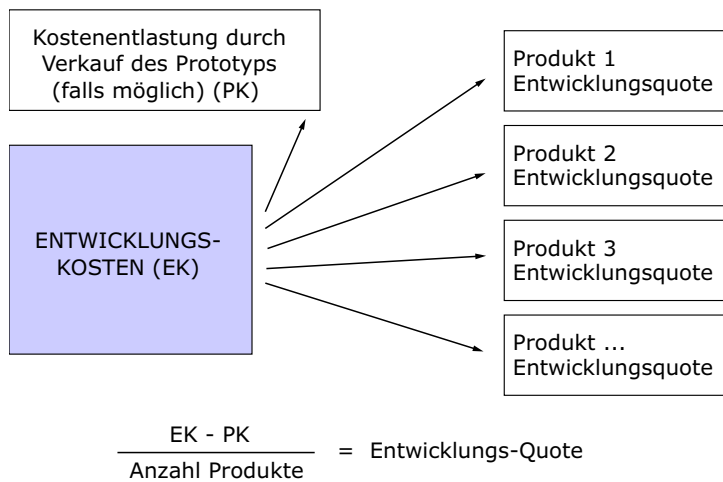 Kostenentlastung durch
Verkauf des Prototyps
(falls möglich) (PK)
ENTWICKLUNGS-
KOSTEN (EK)
Produkt 1
Entwicklungsquote
Produkt 2
Entwicklungsquote
Produkt 3
Entwicklungsquote
Produkt ...
Entwicklungsquote
EK - PK
Anzahl Produkte
= Entwicklungs-Quote